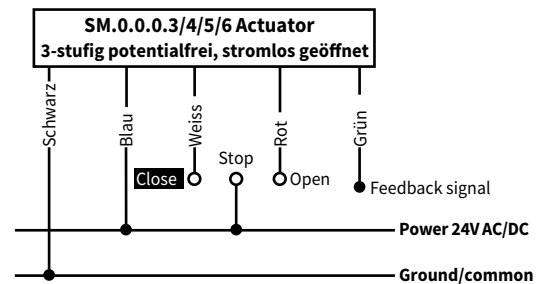 SM.0.0.0.3/4/5/6 Actuator
3-stufig potentialfrei, stromlos geöffnet
Schwarz
Blau
Weiss
Rot
Grün
Stop
Close
Open
Feedback signal
Power 24V AC/DC
Ground/common